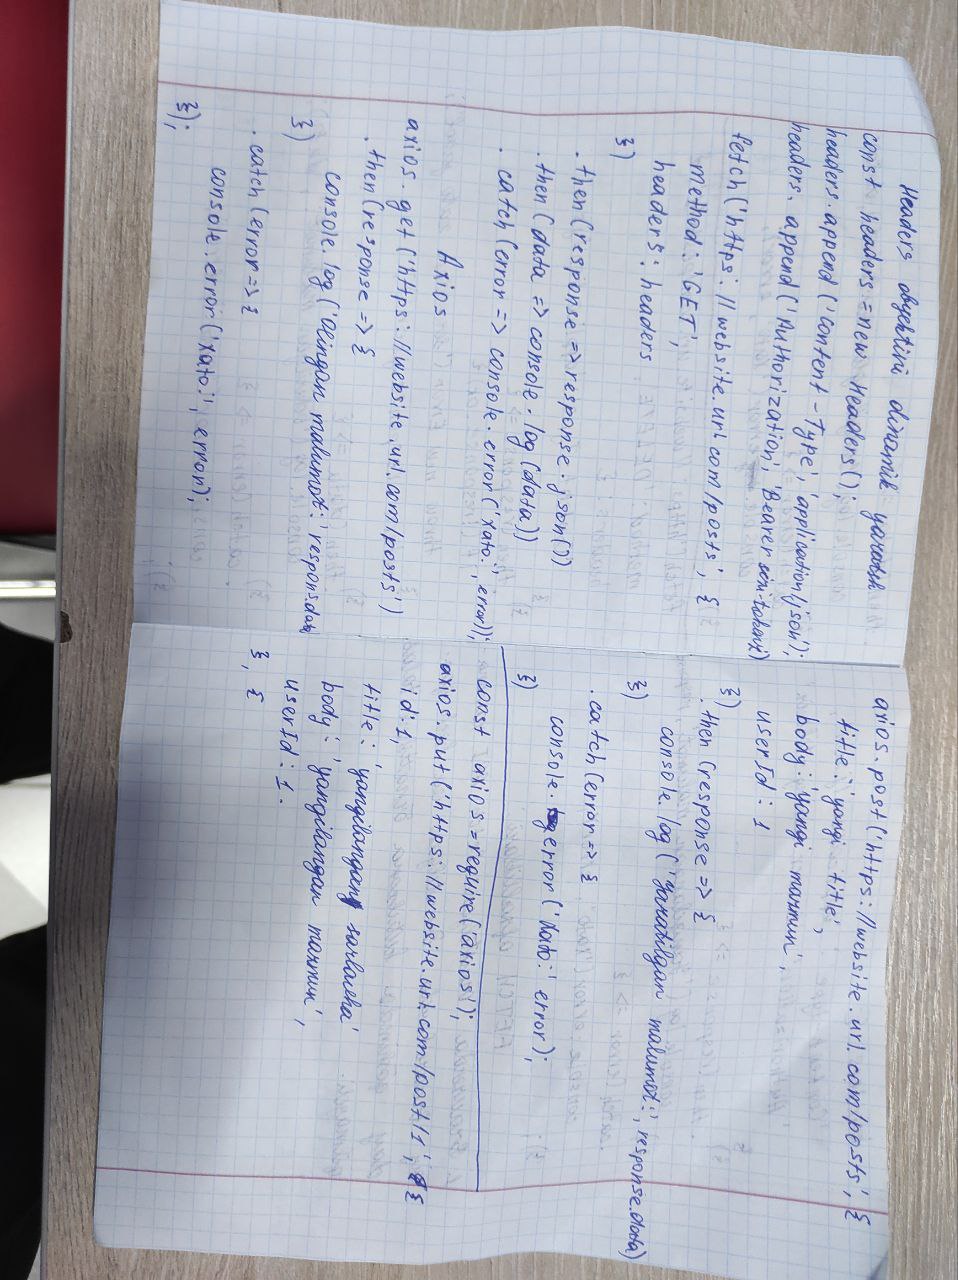 Headers obyektini dinamik yaratish
const headers = new Headers();
headers.append('Content-Type', 'application/json');
headers.append('Authorization', 'Bearer sizni-tokeni')
fetch('https://website.url.com/posts', {
method: 'GET',
headers: headers
})
.then(response => response.json())
.then(data => console.log(data))
.catch(error => console.error('Xato:', error));
Axios
axios.get('https://website.url.com/posts')
.then(response => {
console.log('Olingan malumot:' respons.data
})
.catch(error => {
console.error('Xato:', error);
});
axios.post('https://website.url.com/posts', {
title: 'yangi title',
body: 'yangi mazmun',
userId: 1
})
.then(response => {
console.log('Yaratilgan malumot:', response.data)
})
.catch(error => {
console.error('Xato:' error);
})
const axios = require('axios');
axios.put('https://website.url.com/post/1', {
id: 1,
title: 'yangilangan sarlavha'
body: 'yangilangan mazmun',
userId: 1.
}, {